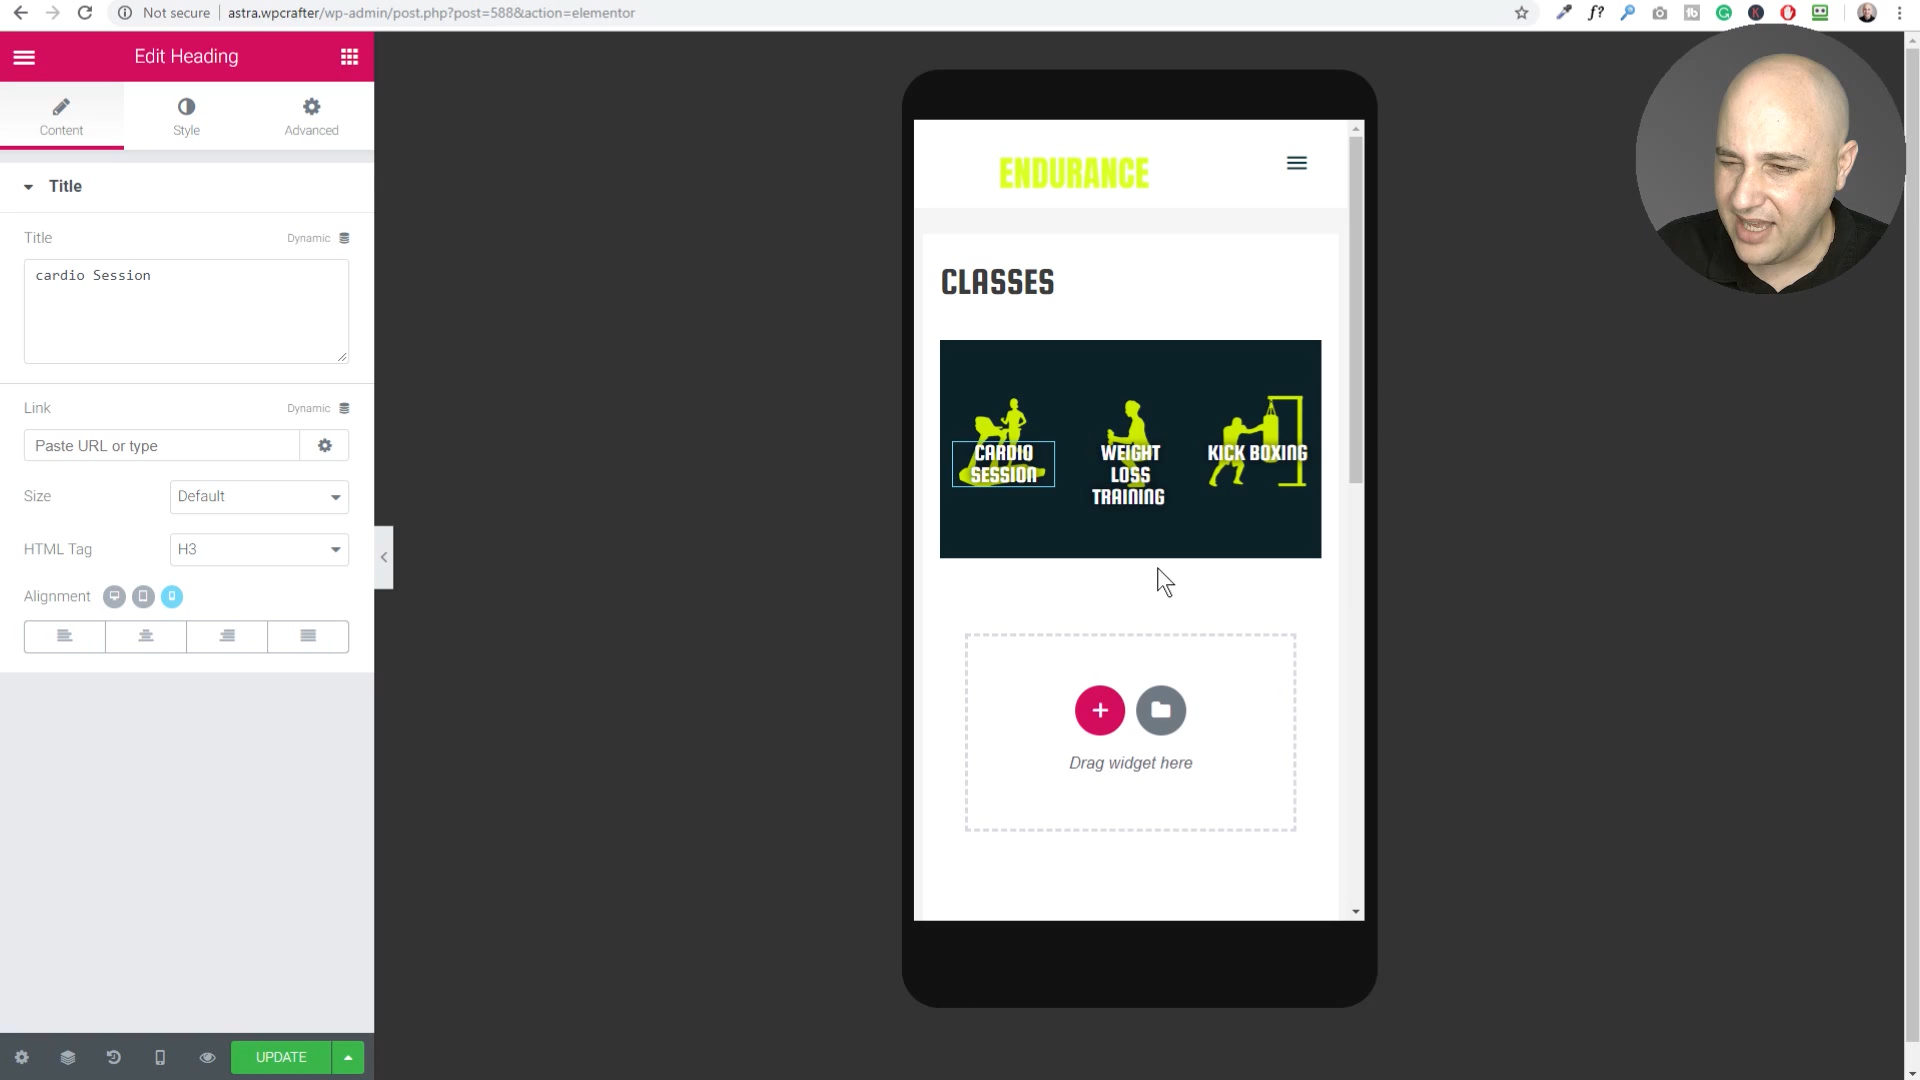 Not secure
astra.wpcrafter/wp-admin/post.php?post=588&action=elementor
f?
Edit Heading
Content
Style
Advanced
Title
Title
Dynamic
cardio Session
Link
Dynamic
Paste URL or type
Size
Default
HTML Tag
H3
Alignment
UPDATE
ENDURANCE
CLASSES
CARDIO
SESSION
WEIGHT
LOSS
TRAINING
KICK BOXING
Drag widget here